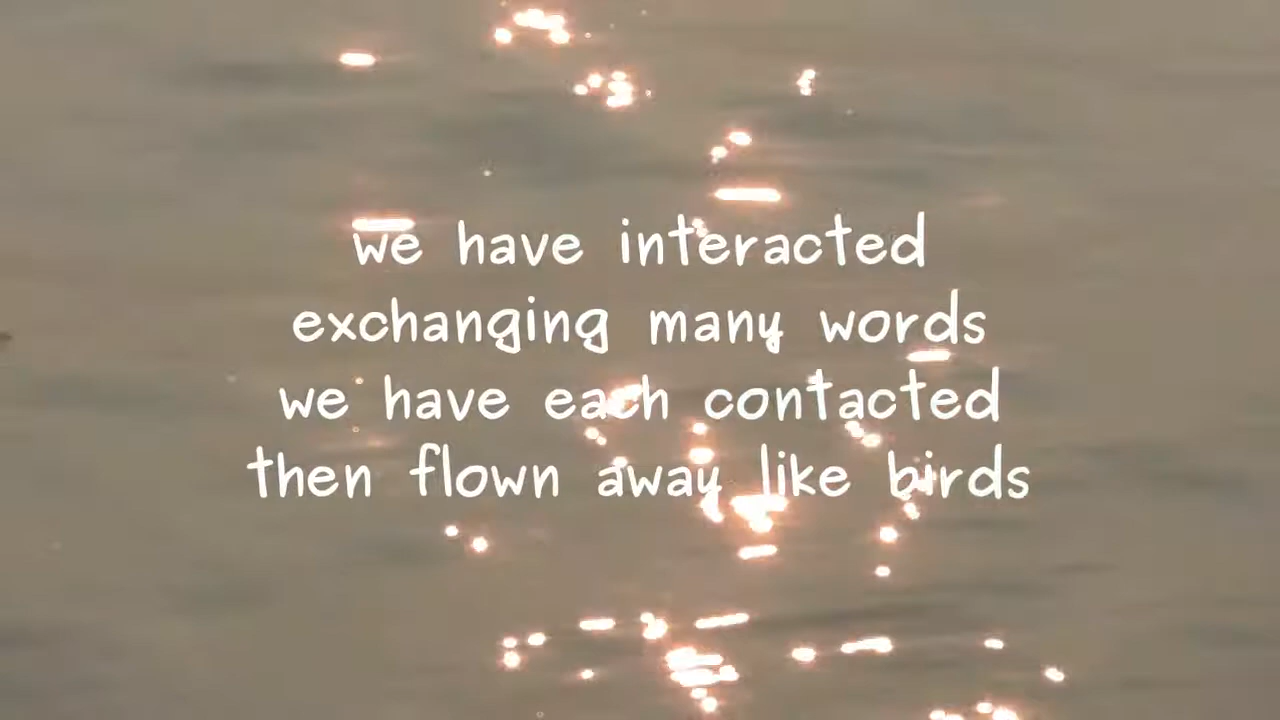 we have interacted
exchanging many words
we have each contacted
then flown away like birds